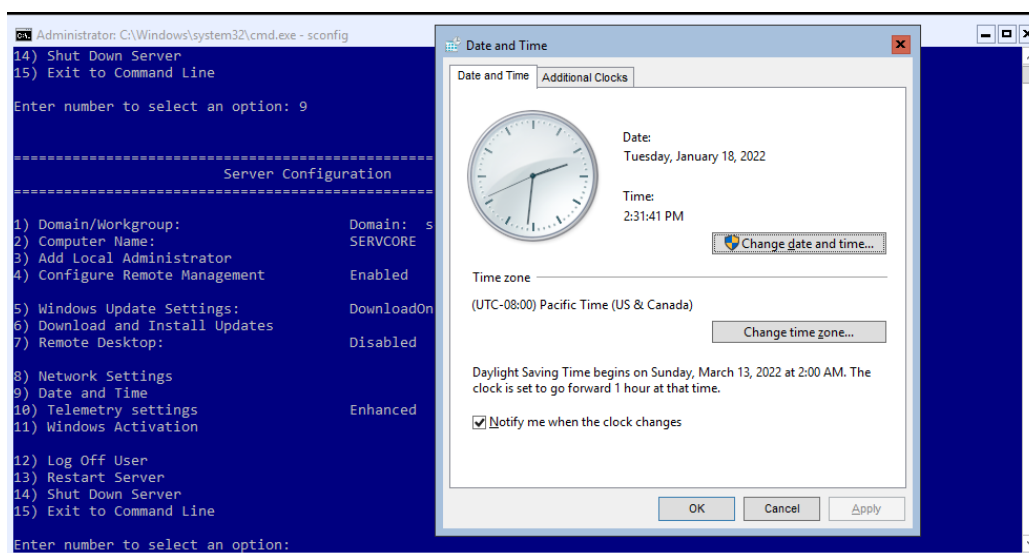 Administrator: C:\Windows\system32\cmd.exe - sconfig
14) Shut Down Server
15) Exit to Command Line
Enter number to select an option: 9
================================================
Server Configuration
================================================
1) Domain/Workgroup: Domain: s
2) Computer Name: SERVCORE
3) Add Local Administrator
4) Configure Remote Management Enabled
5) Windows Update Settings: DownloadOn
6) Download and Install Updates
7) Remote Desktop: Disabled
8) Network Settings
9) Date and Time
10) Telemetry settings Enhanced
11) Windows Activation
12) Log Off User
13) Restart Server
14) Shut Down Server
15) Exit to Command Line
Enter number to select an option:
Date and Time
Date and Time Additional Clocks
Date:
Tuesday, January 18, 2022
Time:
2:31:41 PM
Change date and time...
Time zone
(UTC-08:00) Pacific Time (US & Canada)
Change time zone...
Daylight Saving Time begins on Sunday, March 13, 2022 at 2:00 AM. The
clock is set to go forward 1 hour at that time.
Notify me when the clock changes
OK Cancel Apply